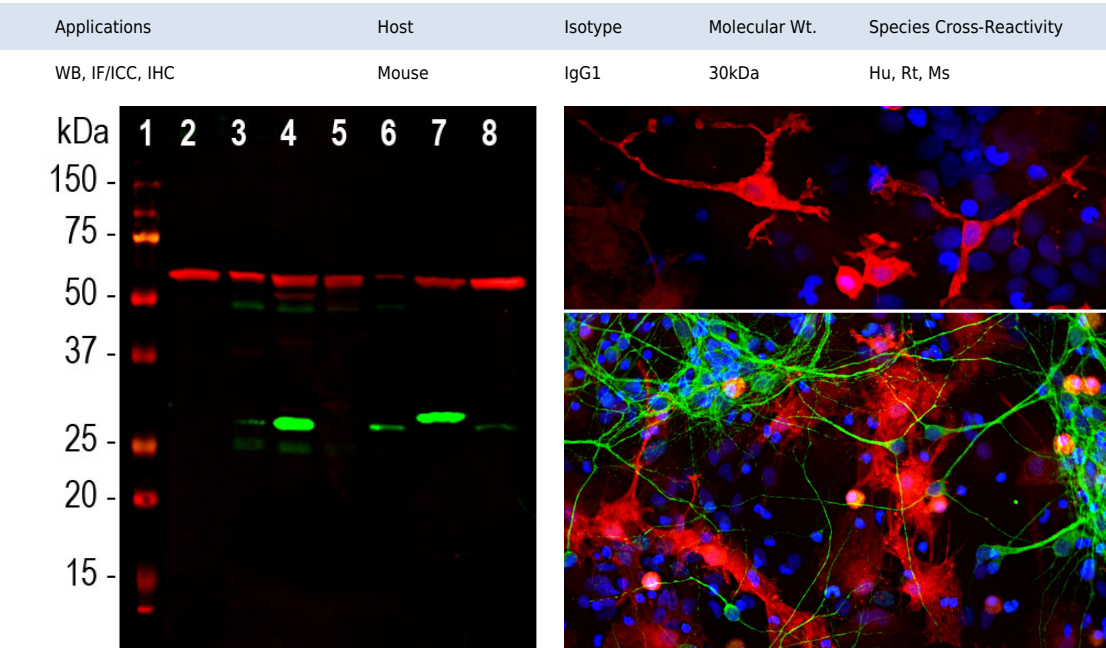 Applications Host Isotype Molecular Wt. Species Cross-Reactivity
WB, IF/ICC, IHC Mouse IgG1 30kDa Hu, Rt, Ms
kDa 1 2 3 4 5 6 7 8
150 -
75 -
50 -
37 -
25 -
20 -
15 -